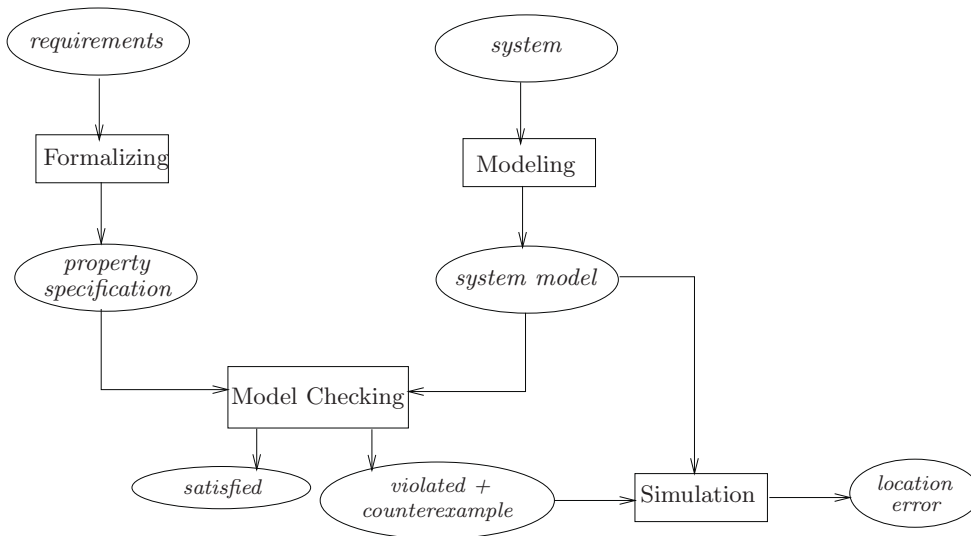 requirements
system
Formalizing
Modeling
property
specification
system model
Model Checking
satisfied
violated +
counterexample
Simulation
location
error